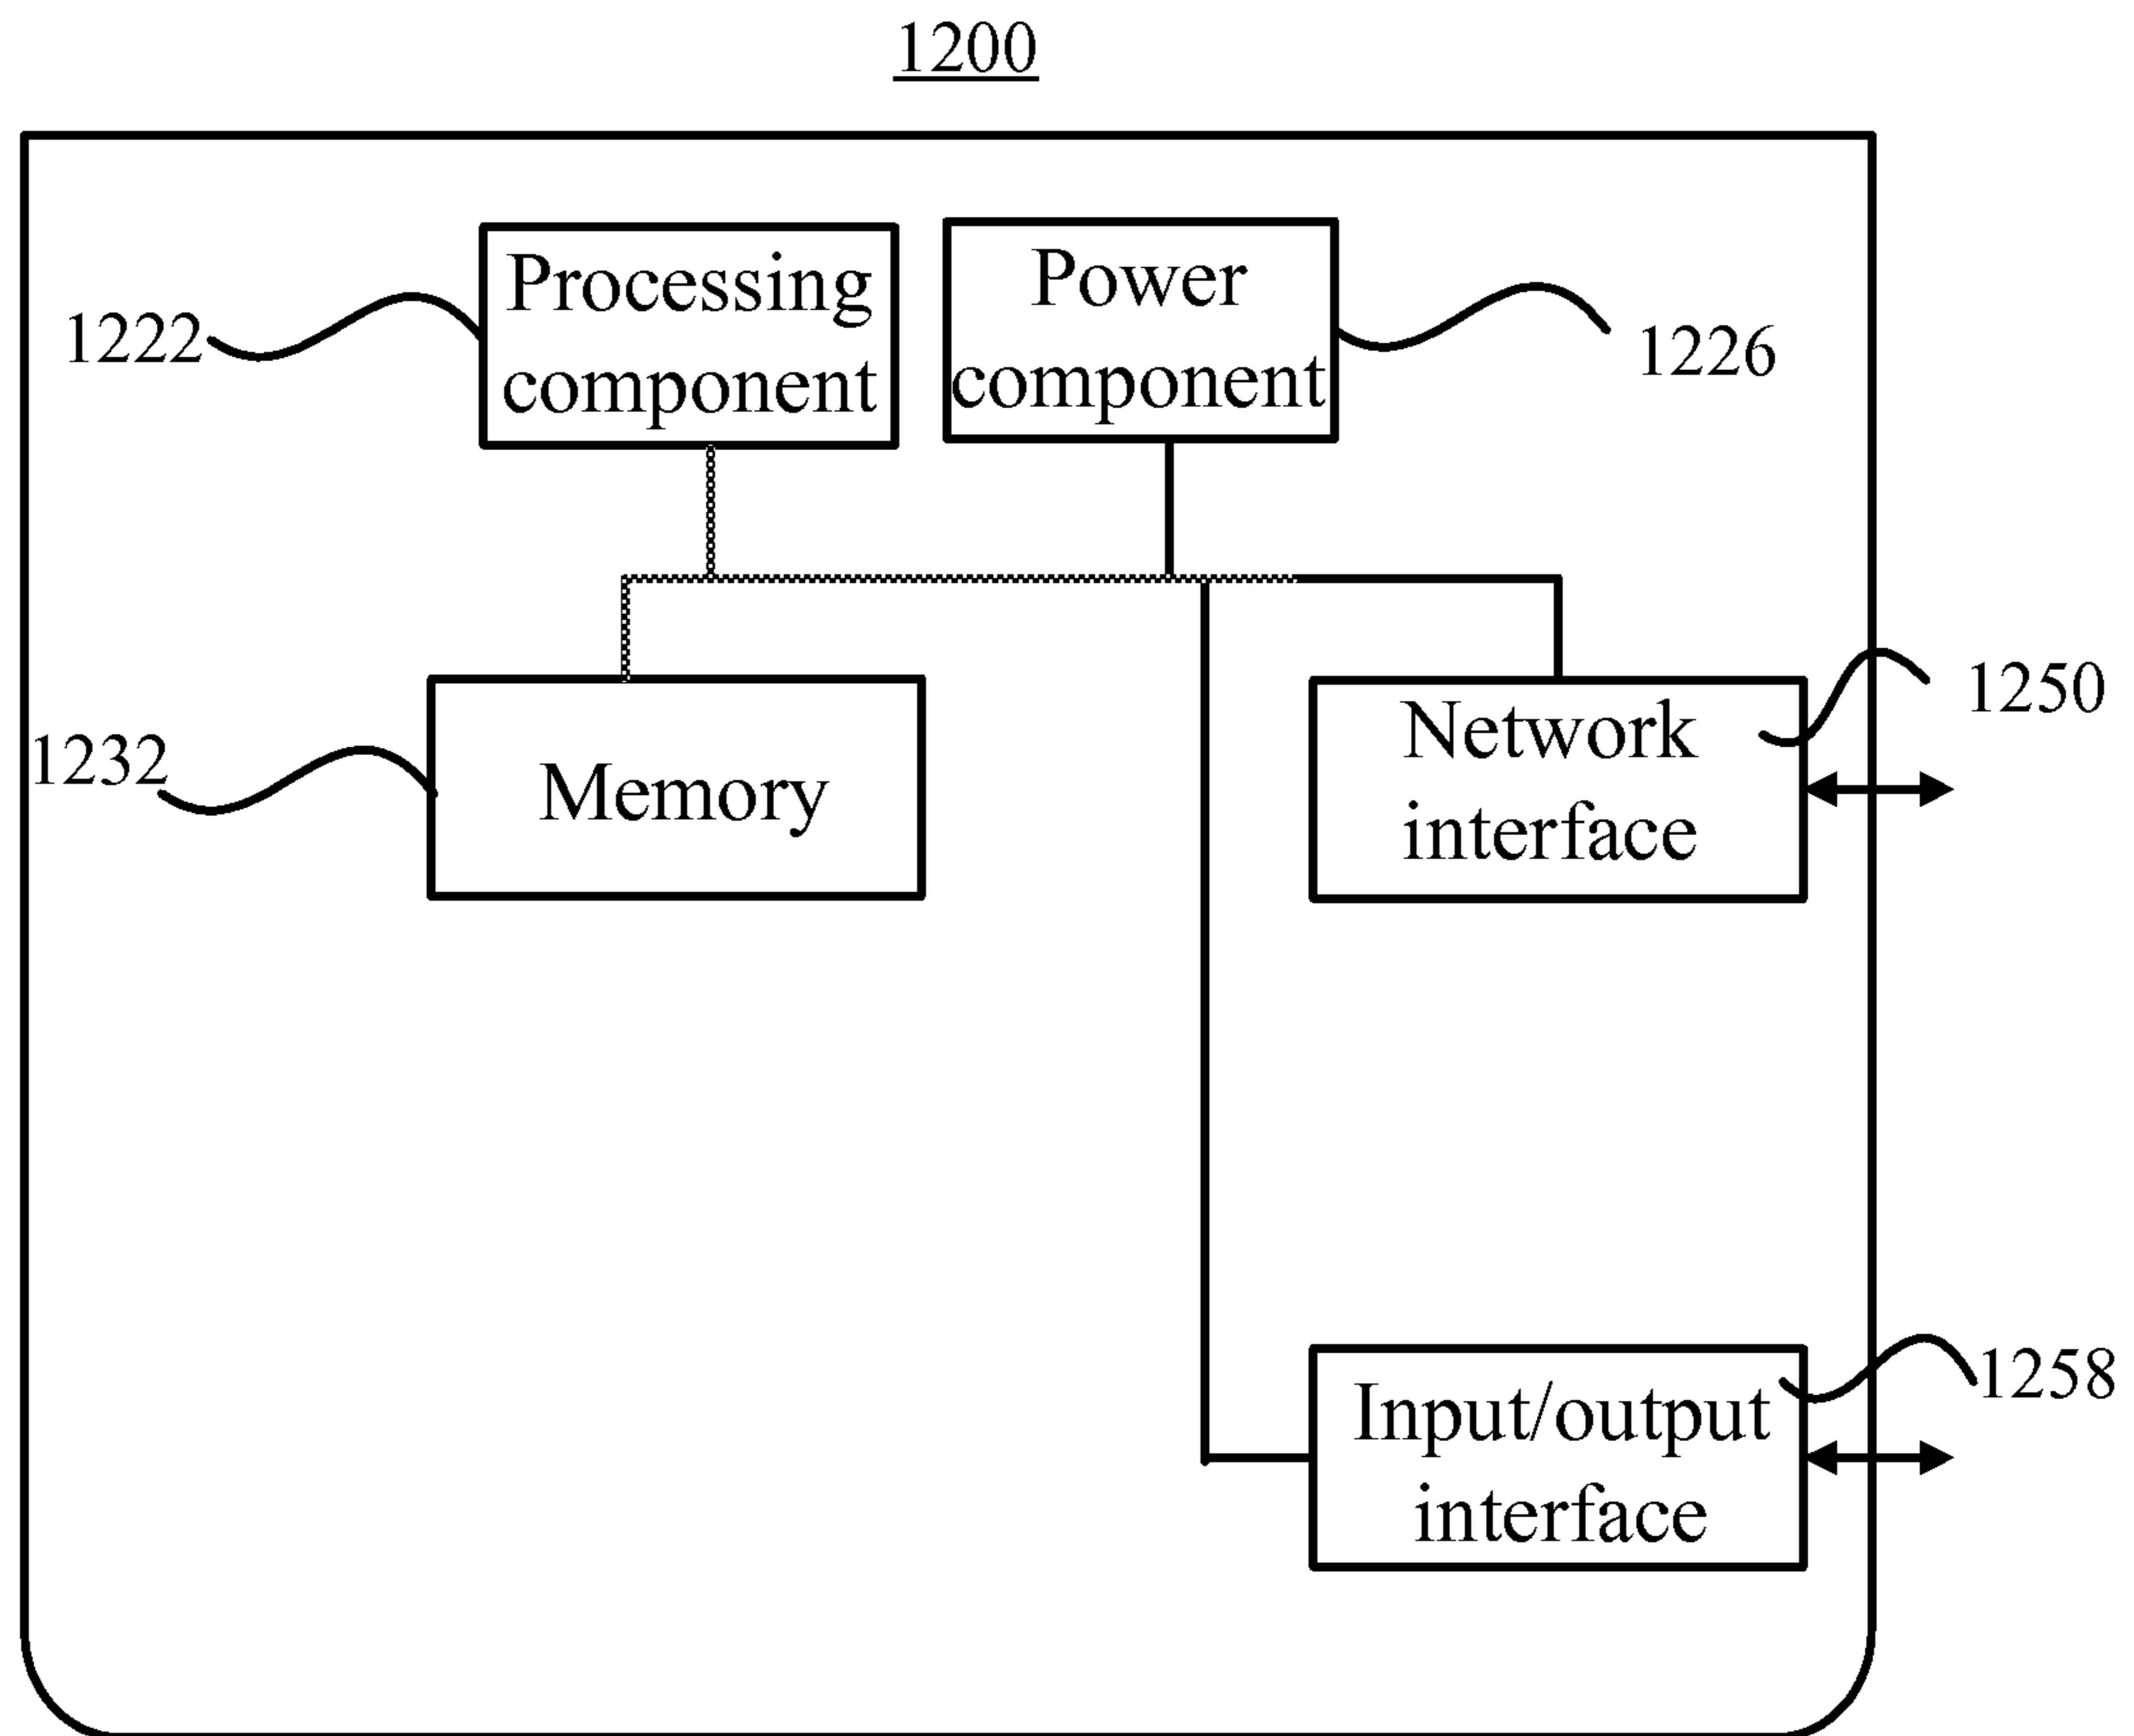 1200
Processing
component
Power
component
1222
1226
Memory
1232
Network
interface
1250
Input/output
interface
1258